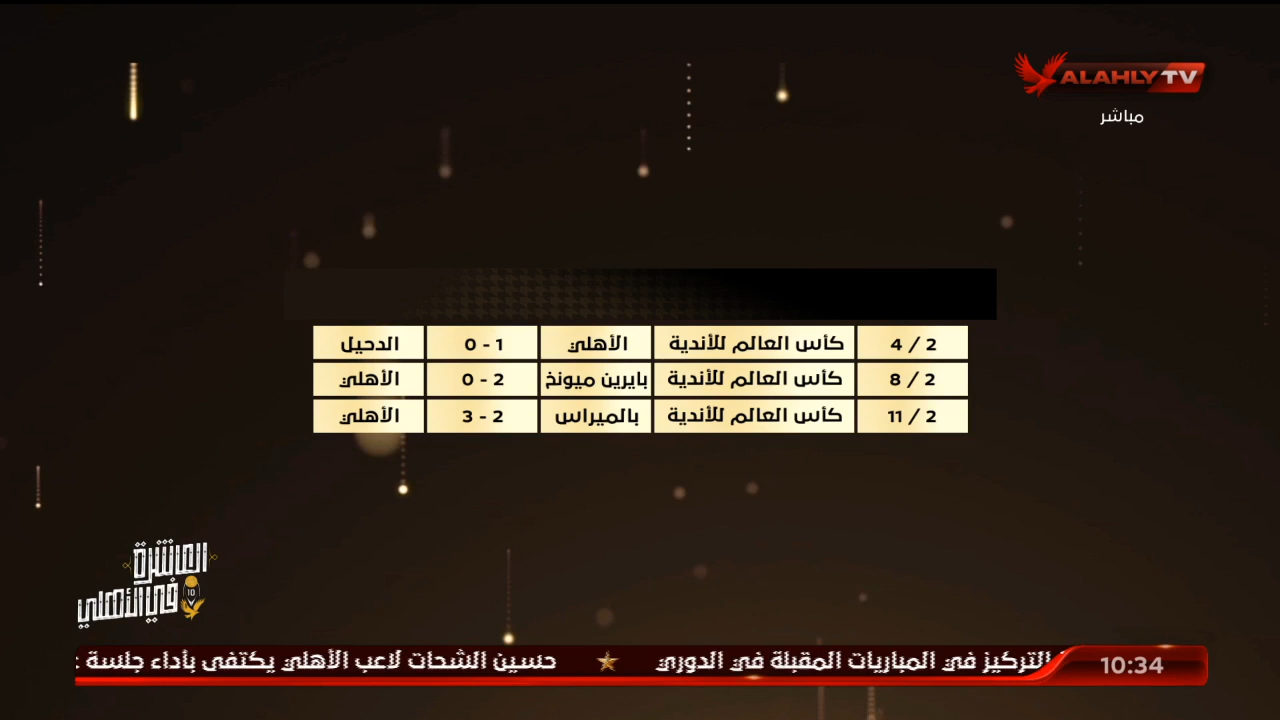 ALAHLY TV
مباشر
4 / 2 كأس العالم للأندية الأهلي 1 - 0 الدحيل
8 / 2 كأس العالم للأندية بايرين ميونخ 2 - 0 الأهلي
11 / 2 كأس العالم للأندية بالميراس 2 - 3 الأهلي
العاشرة
في الأهلي
10
10:34 التركيز في المباريات المقبلة في الدوري حسين الشحات لاعب الأهلي يكتفى بأداء جلسة